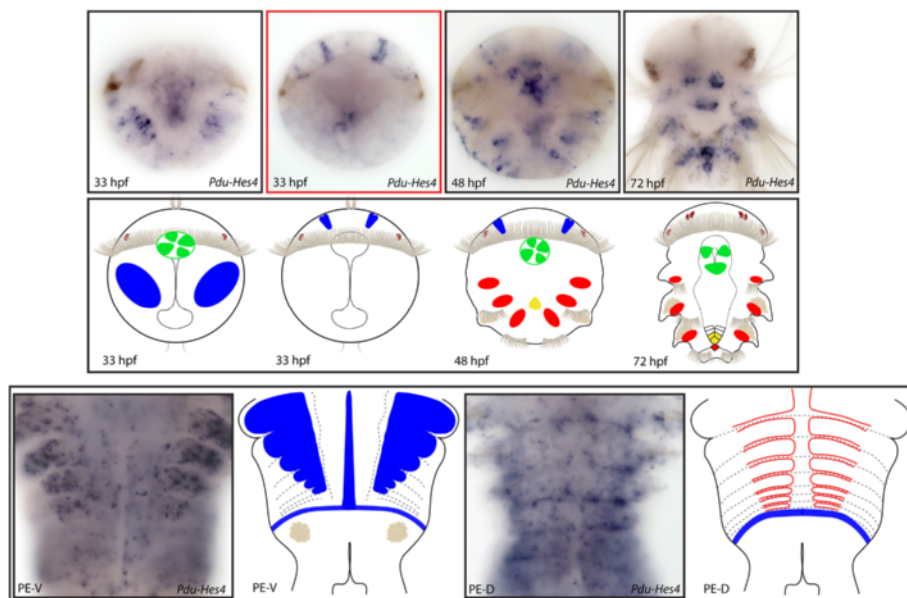 33 hpf Pdu-Hes4
33 hpf Pdu-Hes4
48 hpf Pdu-Hes4
72 hpf Pdu-Hes4
33 hpf
33 hpf
48 hpf
72 hpf
PE-V Pdu-Hes4
PE-V
PE-D Pdu-Hes4
PE-D